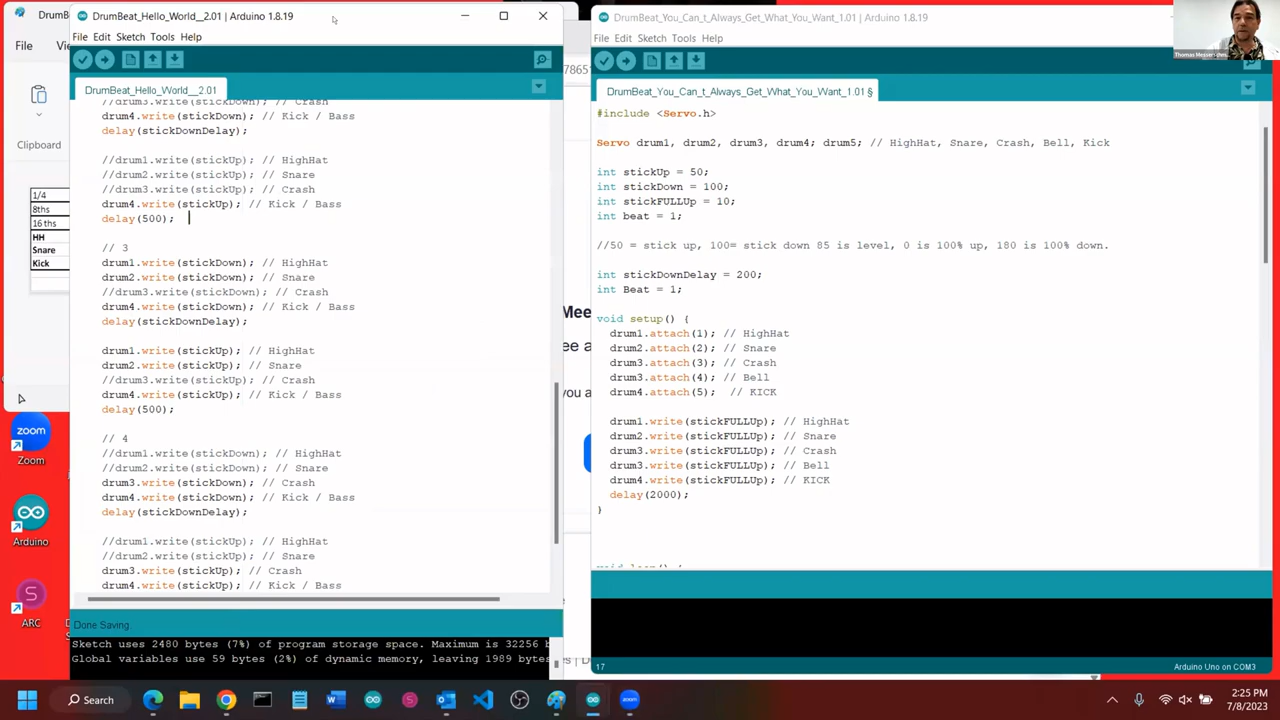 DrumBeat_Hello_World__2.01 | Arduino 1.8.19
File Edit Sketch Tools Help
DrumBeat_Hello_World__2.01
//drum3.write(stickDown); // Crash
drum4.write(stickDown); // Kick / Bass
delay(stickDownDelay);
//drum1.write(stickUp); // HighHat
//drum2.write(stickUp); // Snare
//drum3.write(stickUp); // Crash
drum4.write(stickUp); // Kick / Bass
delay(500);
// 3
drum1.write(stickDown); // HighHat
drum2.write(stickDown); // Snare
//drum3.write(stickDown); // Crash
drum4.write(stickDown); // Kick / Bass
delay(stickDownDelay);
drum1.write(stickUp); // HighHat
drum2.write(stickUp); // Snare
//drum3.write(stickUp); // Crash
drum4.write(stickUp); // Kick / Bass
delay(500);
// 4
//drum1.write(stickDown); // HighHat
//drum2.write(stickDown); // Snare
drum3.write(stickDown); // Crash
drum4.write(stickDown); // Kick / Bass
delay(stickDownDelay);
//drum1.write(stickUp); // HighHat
//drum2.write(stickUp); // Snare
drum3.write(stickUp); // Crash
drum4.write(stickUp); // Kick / Bass
Done Saving.
Sketch uses 2480 bytes (7%) of program storage space. Maximum is 32256 b
Global variables use 59 bytes (2%) of dynamic memory, leaving 1989 bytes
DrumB
File
Clipboard
1/4
8ths
16 ths
HH
Snare
Kick
zoom
Zoom
Arduino
ARC
78651
Mee
ee a
you a
DrumBeat_You_Can_t_Always_Get_What_You_Want_1.01 | Arduino 1.8.19
File Edit Sketch Tools Help
DrumBeat_You_Can_t_Always_Get_What_You_Want_1.01 §
#include <Servo.h>
Servo drum1, drum2, drum3, drum4; drum5; // HighHat, Snare, Crash, Bell, Kick
int stickUp = 50;
int stickDown = 100;
int stickFULLUp = 10;
int beat = 1;
//50 = stick up, 100= stick down 85 is level, 0 is 100% up, 180 is 100% down.
int stickDownDelay = 200;
int Beat = 1;
void setup() {
drum1.attach(1); // HighHat
drum2.attach(2); // Snare
drum3.attach(3); // Crash
drum3.attach(4); // Bell
drum4.attach(5); // KICK
drum1.write(stickFULLUp); // HighHat
drum2.write(stickFULLUp); // Snare
drum3.write(stickFULLUp); // Crash
drum3.write(stickFULLUp); // Bell
drum4.write(stickFULLUp); // KICK
delay(2000);
}
17
Arduino Uno on COM3
Search
2:25 PM
7/8/2023